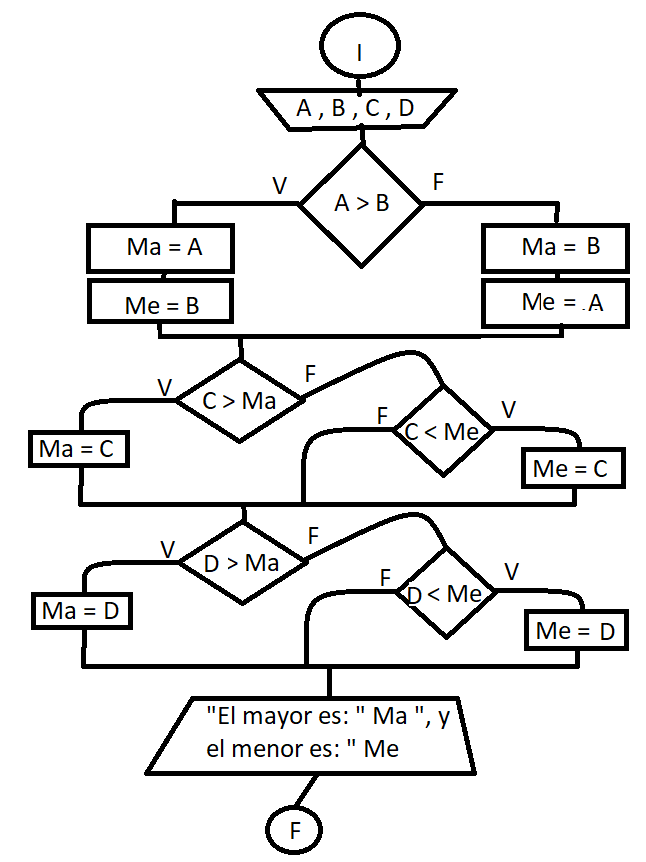 I
A , B , C , D
V
A > B
F
Ma = A
Me = B
Ma = B
Me = A
V
C > Ma
F
Ma = C
F
C < Me
V
Me = C
V
D > Ma
F
Ma = D
F
D < Me
V
Me = D
"El mayor es: " Ma ", y
el menor es: " Me
F